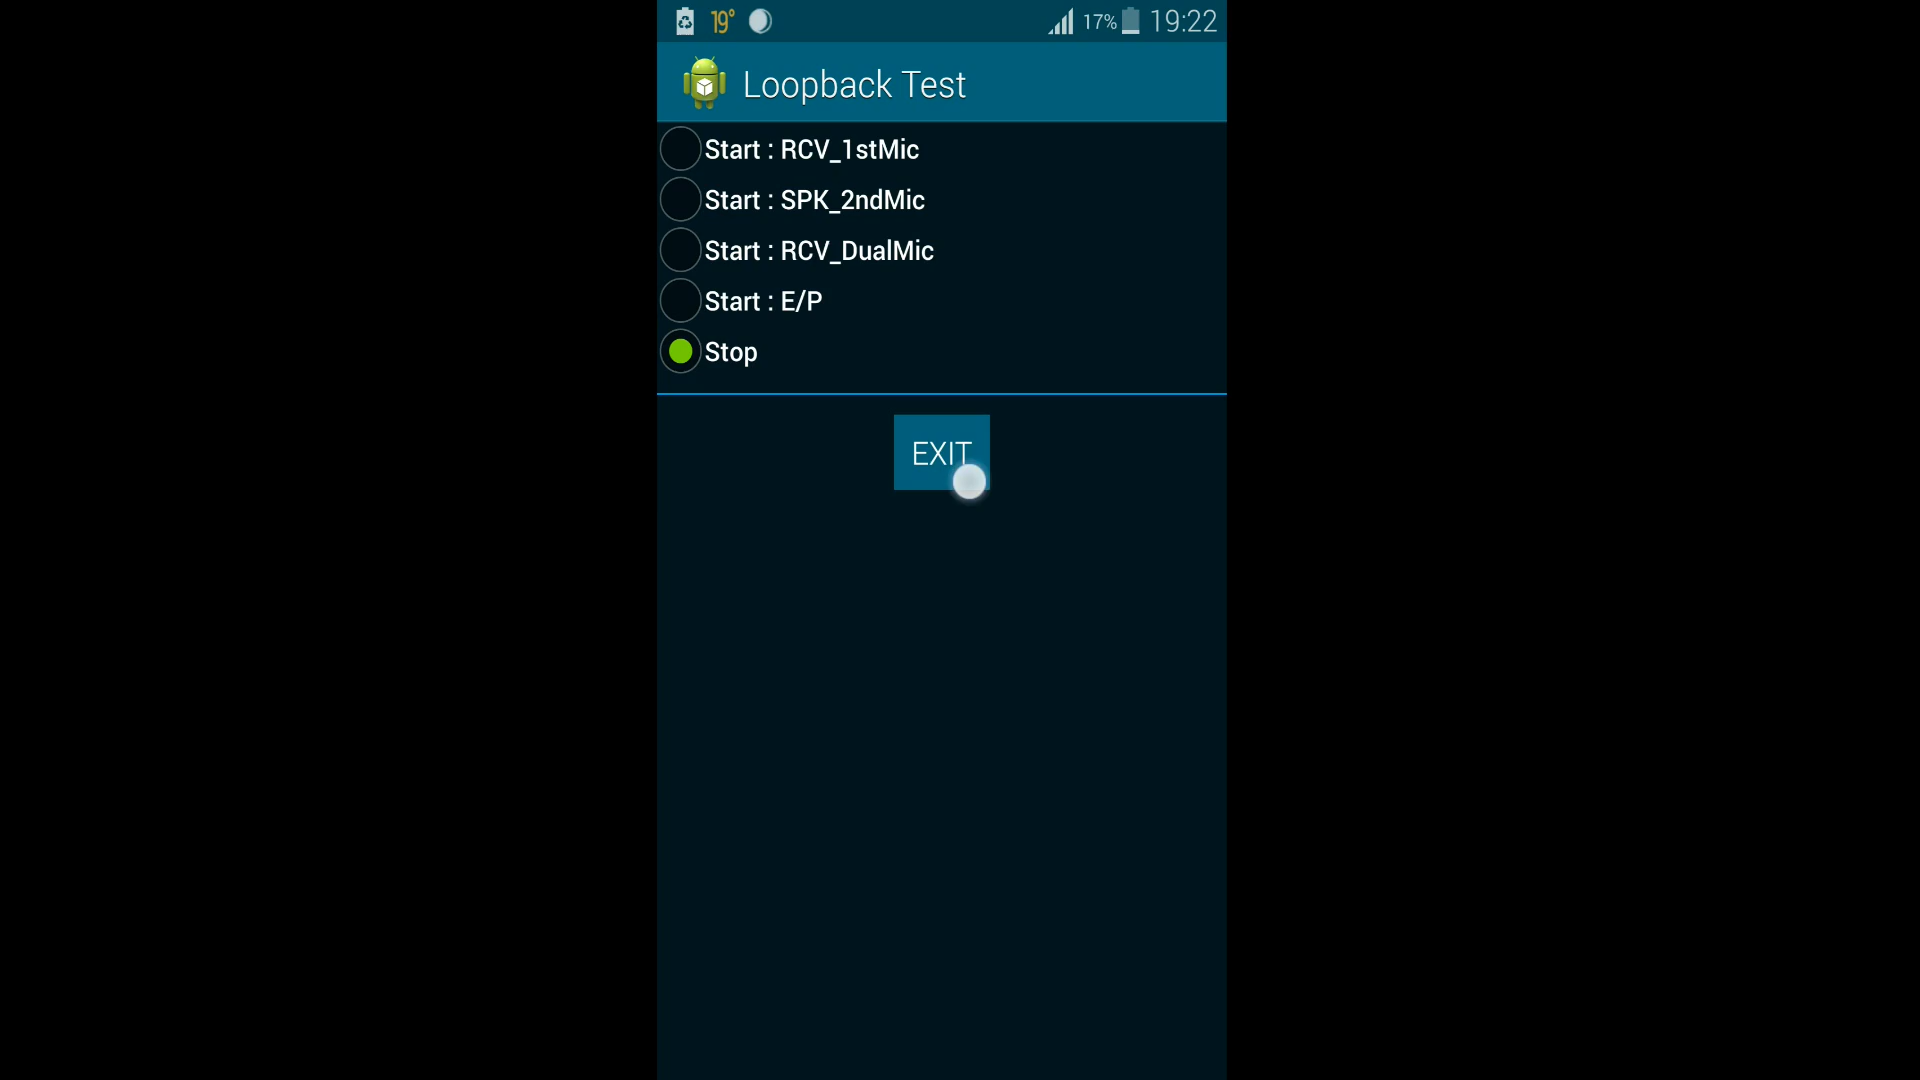 19° 17% 19:22
Loopback Test
Start : RCV_1stMic
Start : SPK_2ndMic
Start : RCV_DualMic
Start : E/P
Stop
EXIT